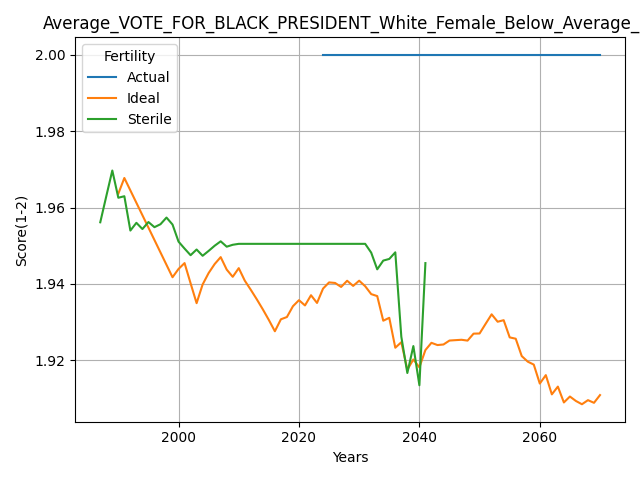 Average_VOTE_FOR_BLACK_PRESIDENT_White_Female_Below_Average_
Fertility
Actual
Ideal
Sterile
2.00
1.98
1.96
1.94
1.92
Score(1-2)
2000 2020 2040 2060
Years